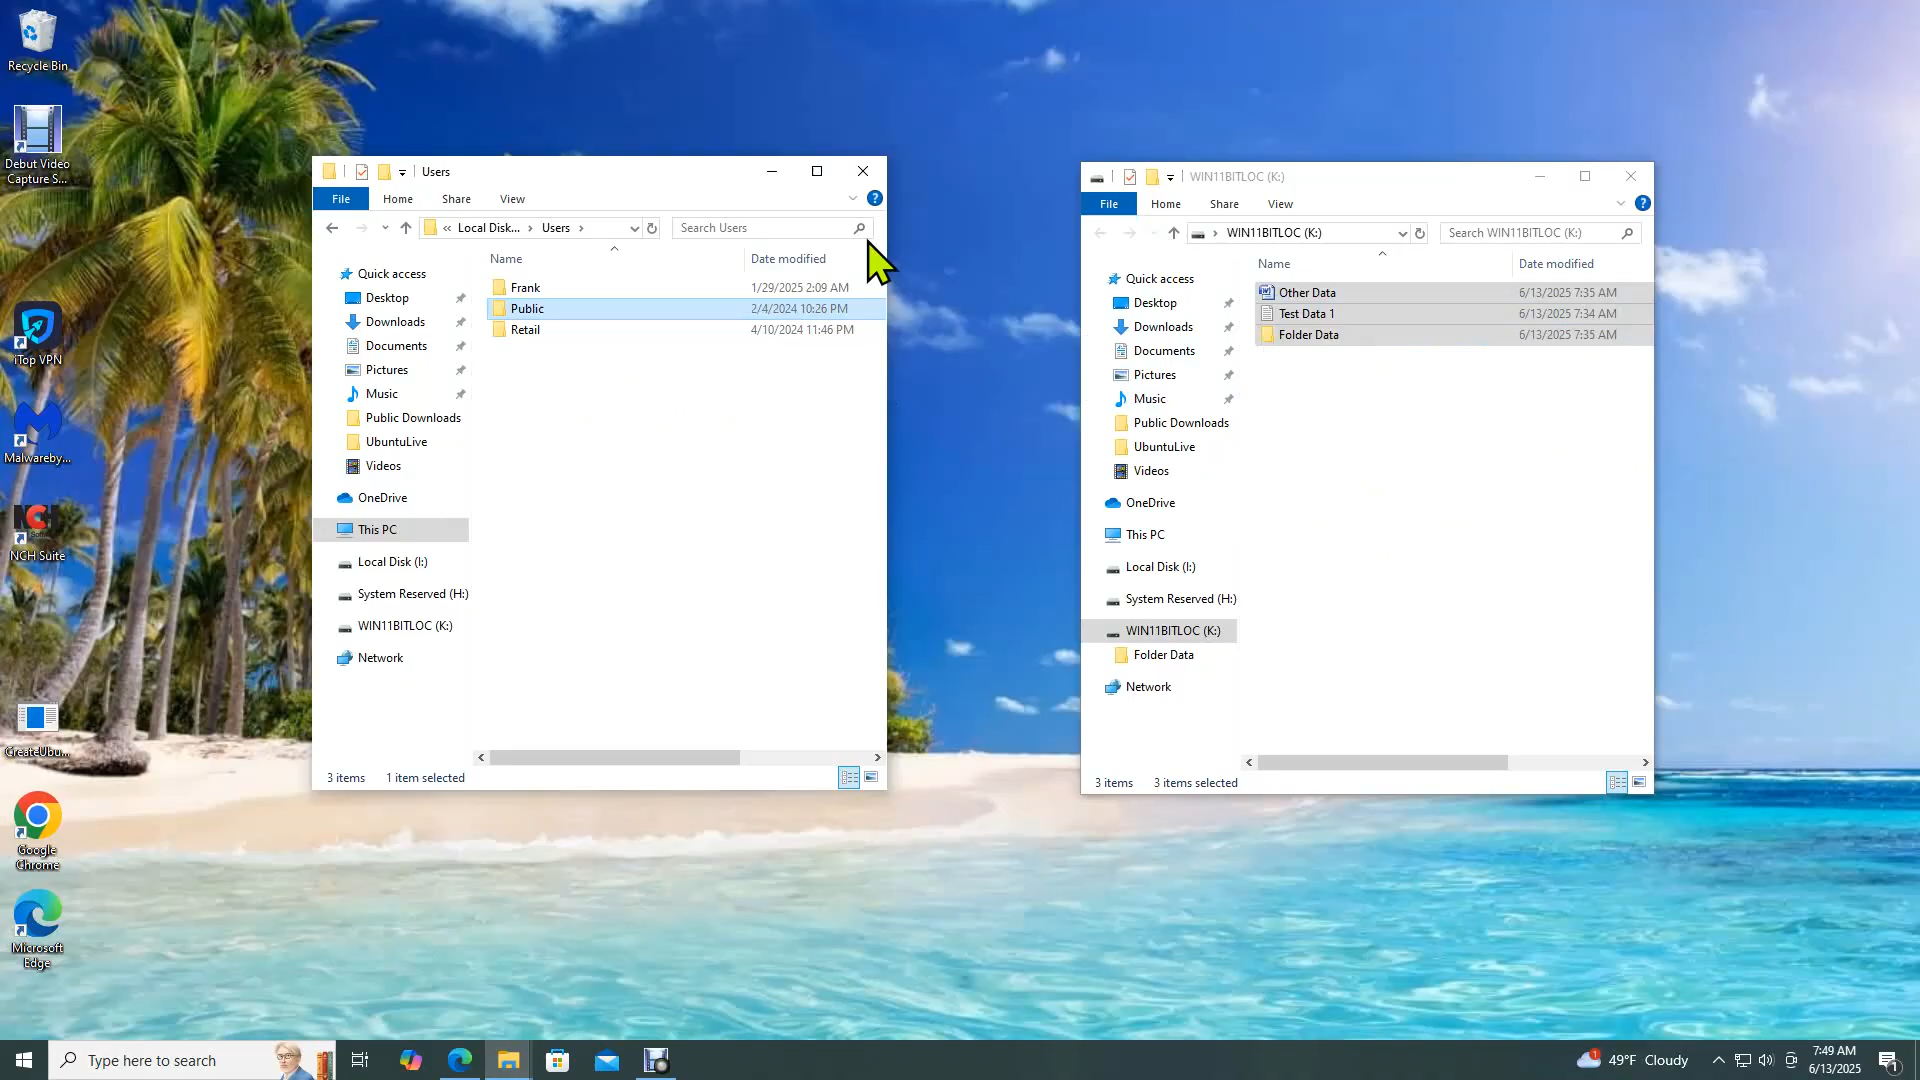 Recycle Bin
Debut Video
Capture S...
iTop VPN
Malwareby...
NCH
NCH Suite
CreateUbu...
Google
Chrome
Microsoft
Edge
Users
File
Home
Share
View
« Local Disk... › Users ›
Search Users
Name
Date modified
Quick access
Desktop
Downloads
Documents
Pictures
Music
Public Downloads
UbuntuLive
Videos
OneDrive
This PC
Local Disk (I:)
System Reserved (H:)
WIN11BITLOC (K:)
Network
Frank 1/29/2025 2:09 AM
Public 2/4/2024 10:26 PM
Retail 4/10/2024 11:46 PM
3 items 1 item selected
WIN11BITLOC (K:)
File
Home
Share
View
› WIN11BITLOC (K:)
Search WIN11BITLOC (K:)
Name
Date modified
Quick access
Desktop
Downloads
Documents
Pictures
Music
Public Downloads
UbuntuLive
Videos
OneDrive
This PC
Local Disk (I:)
System Reserved (H:)
WIN11BITLOC (K:)
Folder Data
Network
Other Data 6/13/2025 7:35 AM
Test Data 1 6/13/2025 7:34 AM
Folder Data 6/13/2025 7:35 AM
3 items 3 items selected
Type here to search
1
49°F Cloudy
7:49 AM
6/13/2025
1